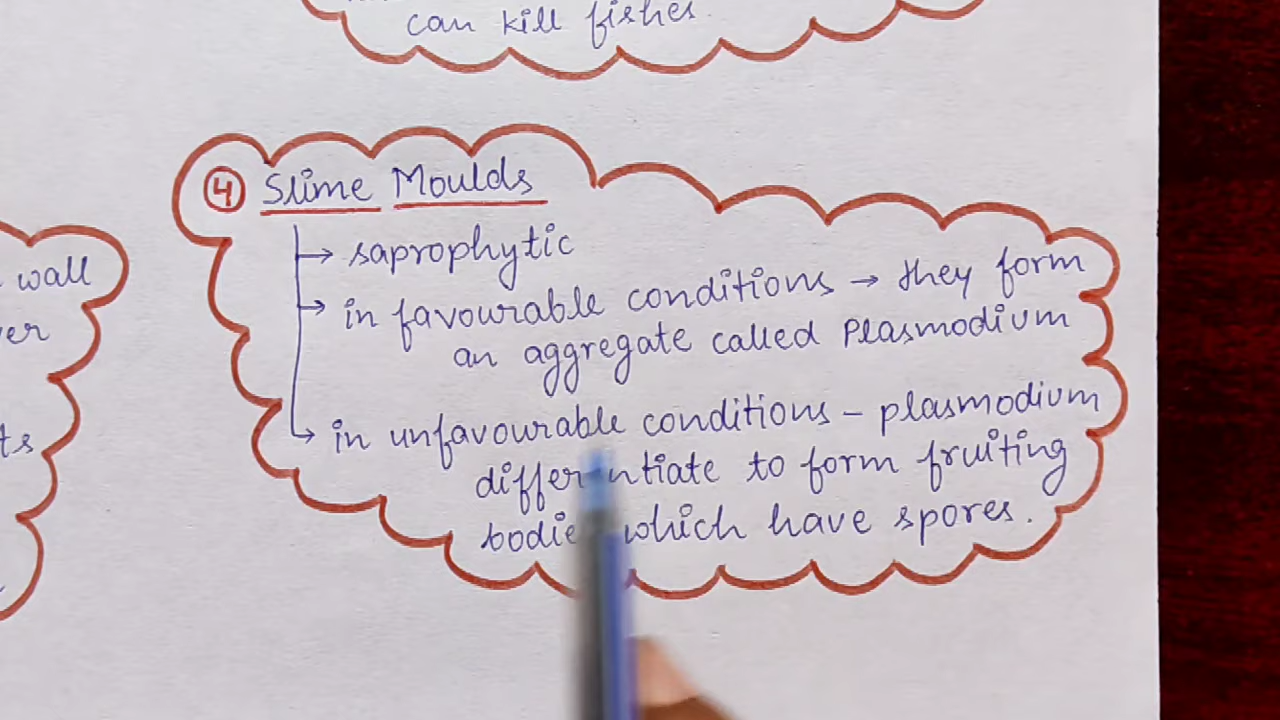 can kill fishes.
④ Slime Moulds
wall
ts
→ saprophytic
→ in favourable conditions → they form
an aggregate called Plasmodium
→ in unfavourable conditions - plasmodium
differentiate to form fruiting
bodies which have spores.